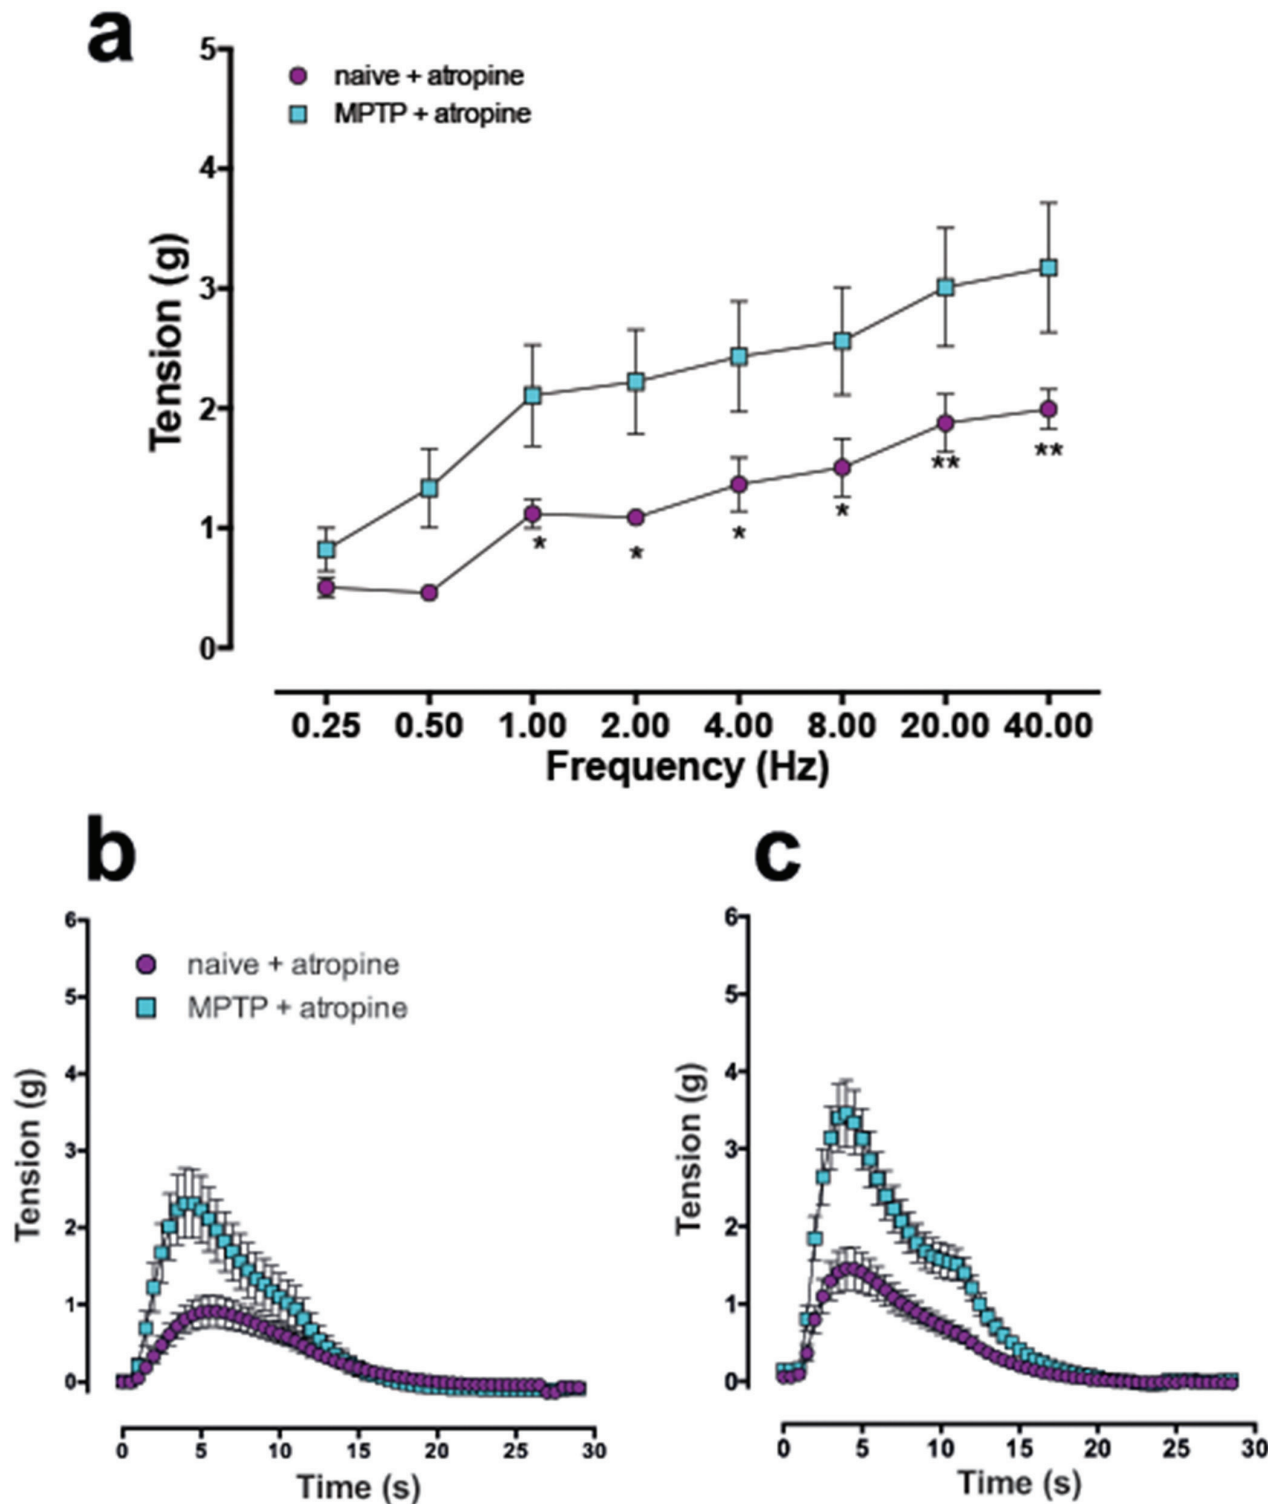 a
5
naive + atropine
MPTP + atropine
4
3
2
1
0
Tension (g)
*
*
*
*
**
**
0.25 0.50 1.00 2.00 4.00 8.00 20.00 40.00
Frequency (Hz)
b
6
naive + atropine
MPTP + atropine
5
4
3
2
1
0
Tension (g)
0 5 10 15 20 25 30
Time (s)
c
6
5
4
3
2
1
0
Tension (g)
0 5 10 15 20 25 30
Time (s)